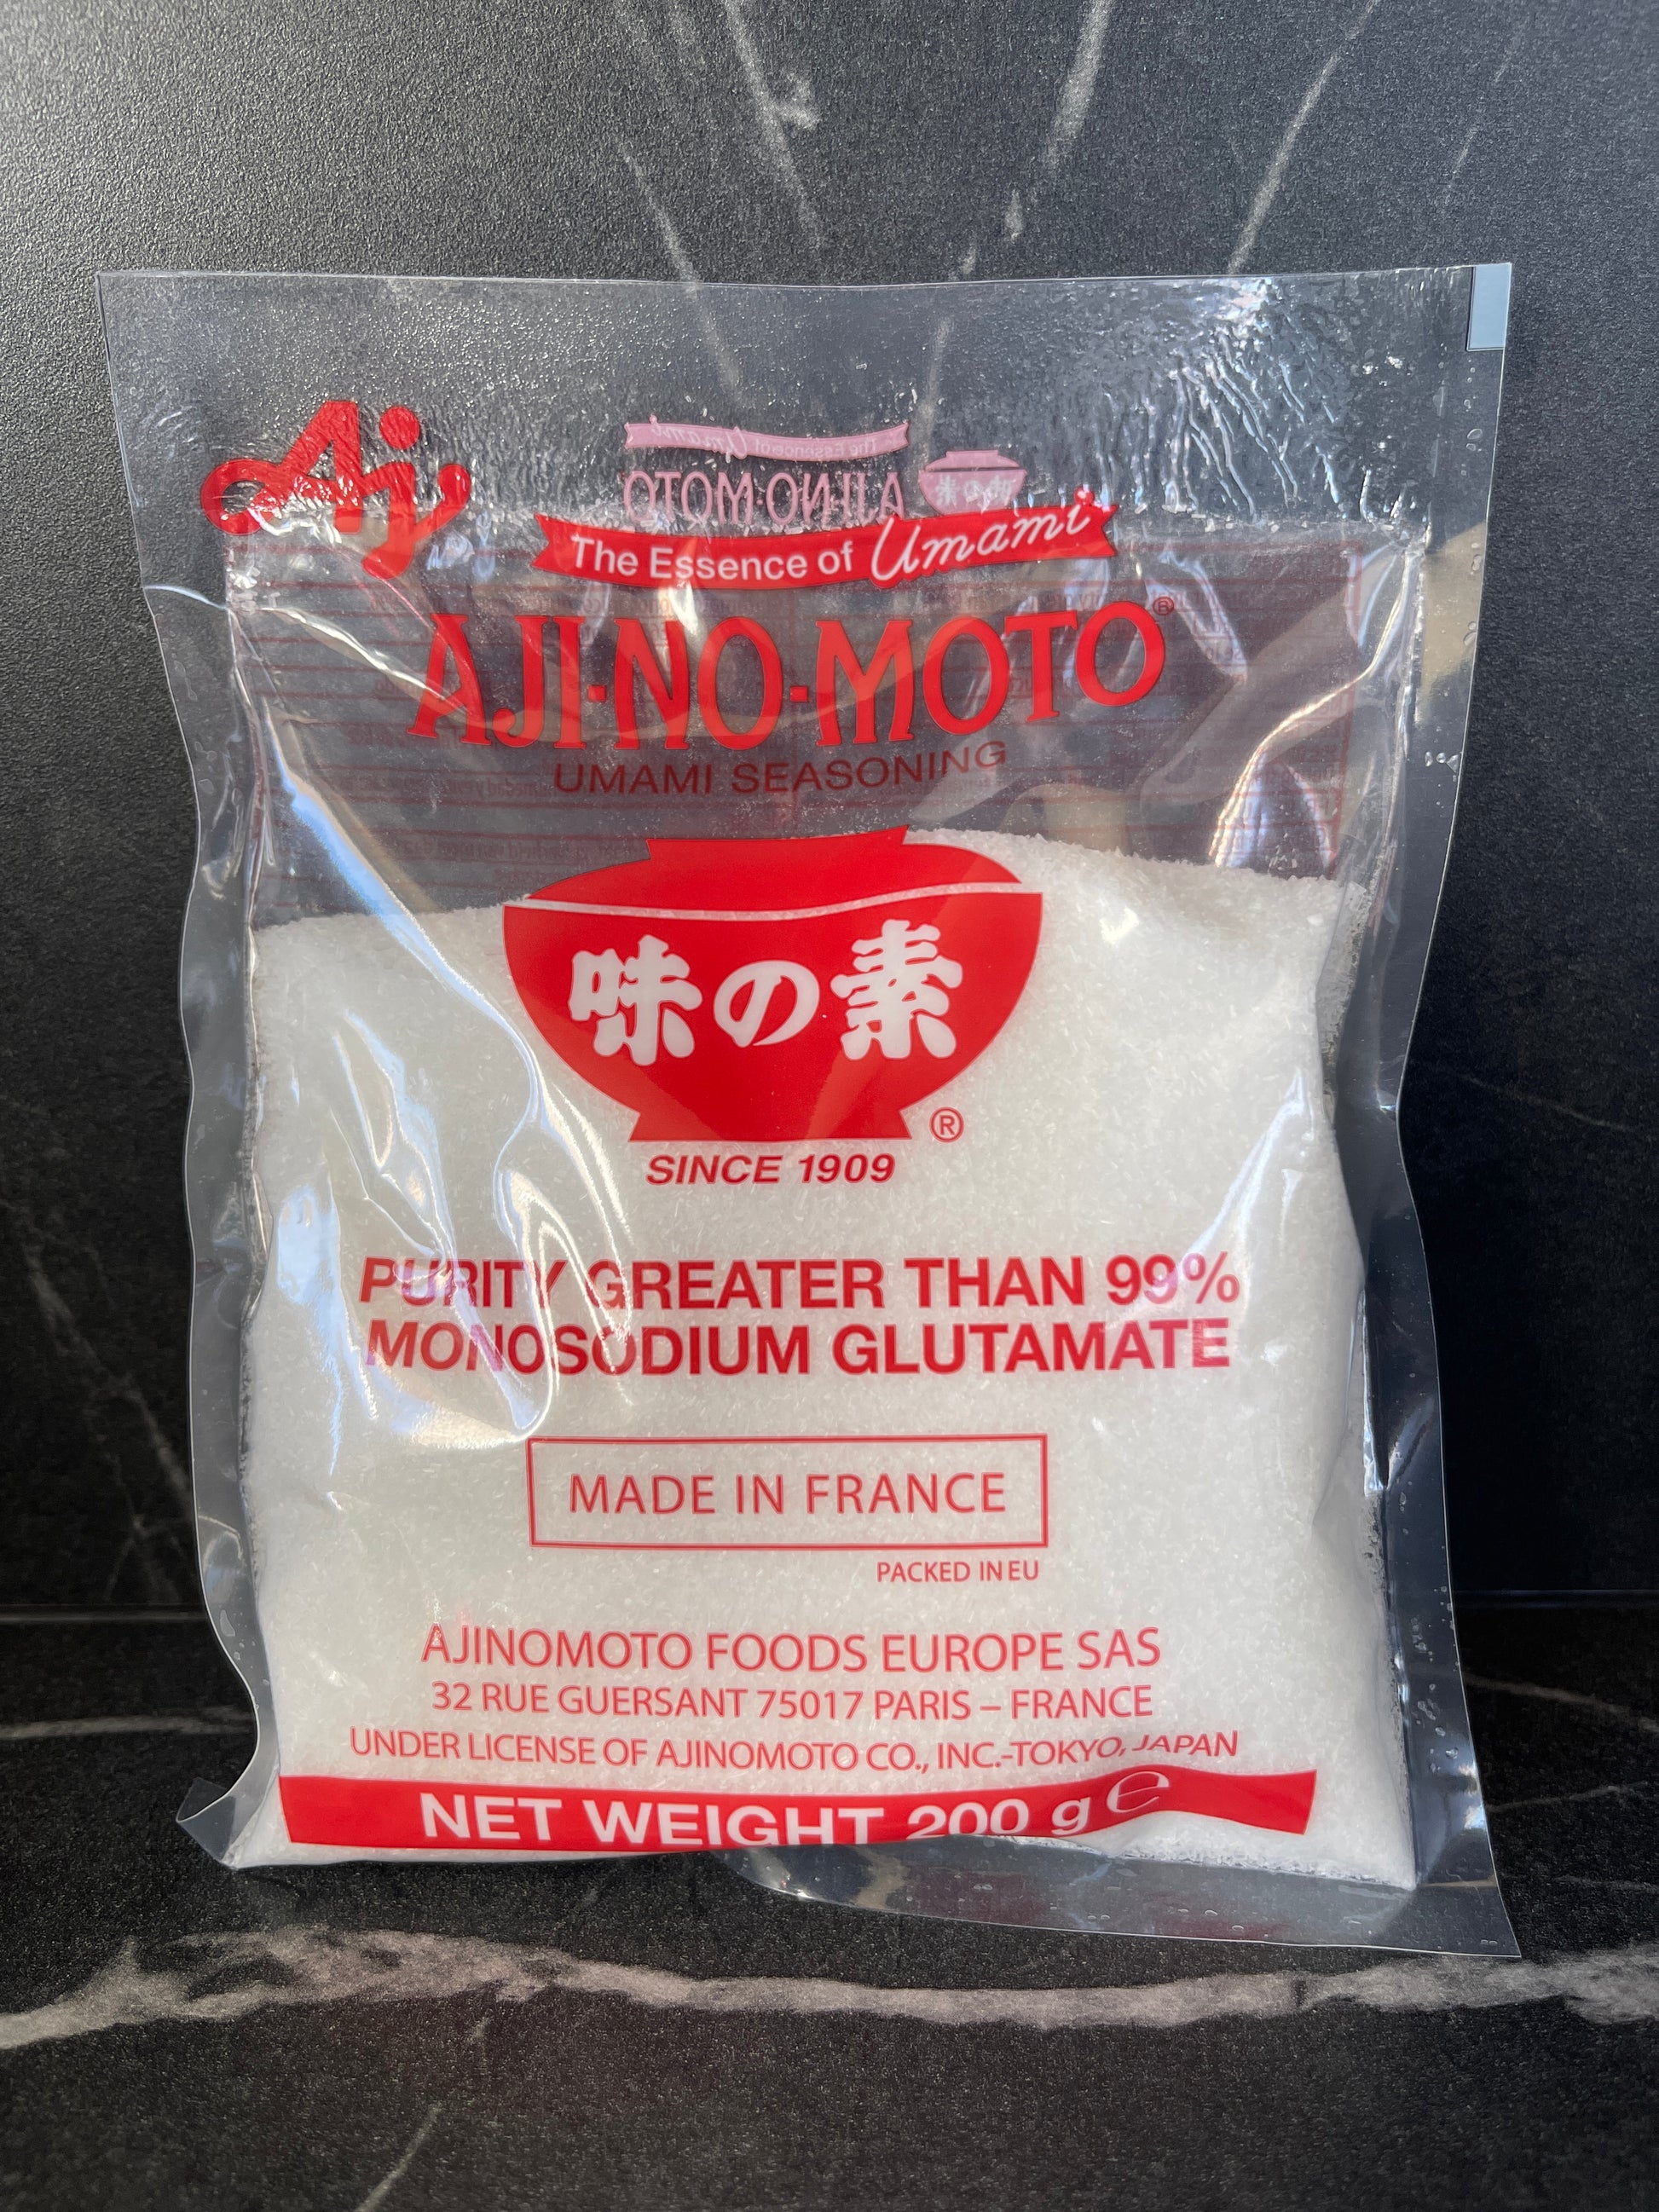 Aj
The Essence of Umami
AJI-NO-MOTO®
UMAMI SEASONING
味の素
®
SINCE 1909
PURITY GREATER THAN 99%
MONOSODIUM GLUTAMATE
MADE IN FRANCE
PACKED IN EU
AJINOMOTO FOODS EUROPE SAS
32 RUE GUERSANT 75017 PARIS – FRANCE
UNDER LICENSE OF AJINOMOTO CO., INC.-TOKYO, JAPAN
NET WEIGHT 200 g ℮